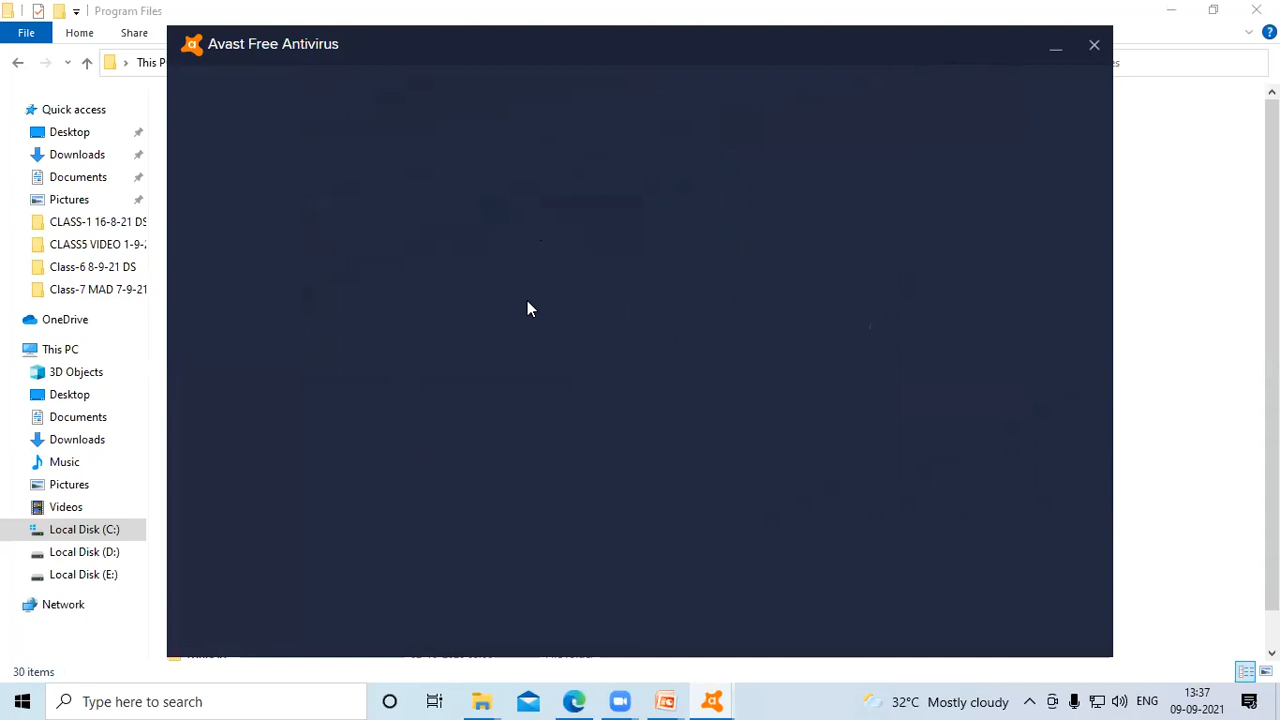 Program Files
File
Home
Share
This P
es
Avast Free Antivirus
Quick access
Desktop
Downloads
Documents
Pictures
CLASS-1 16-8-21 DS
CLASS5 VIDEO 1-9-2
Class-6 8-9-21 DS
Class-7 MAD 7-9-21
OneDrive
This PC
3D Objects
Desktop
Documents
Downloads
Music
Pictures
Videos
Local Disk (C:)
Local Disk (D:)
Local Disk (E:)
Network
30 items
Type here to search
32°C Mostly cloudy
ENG
13:37
09-09-2021